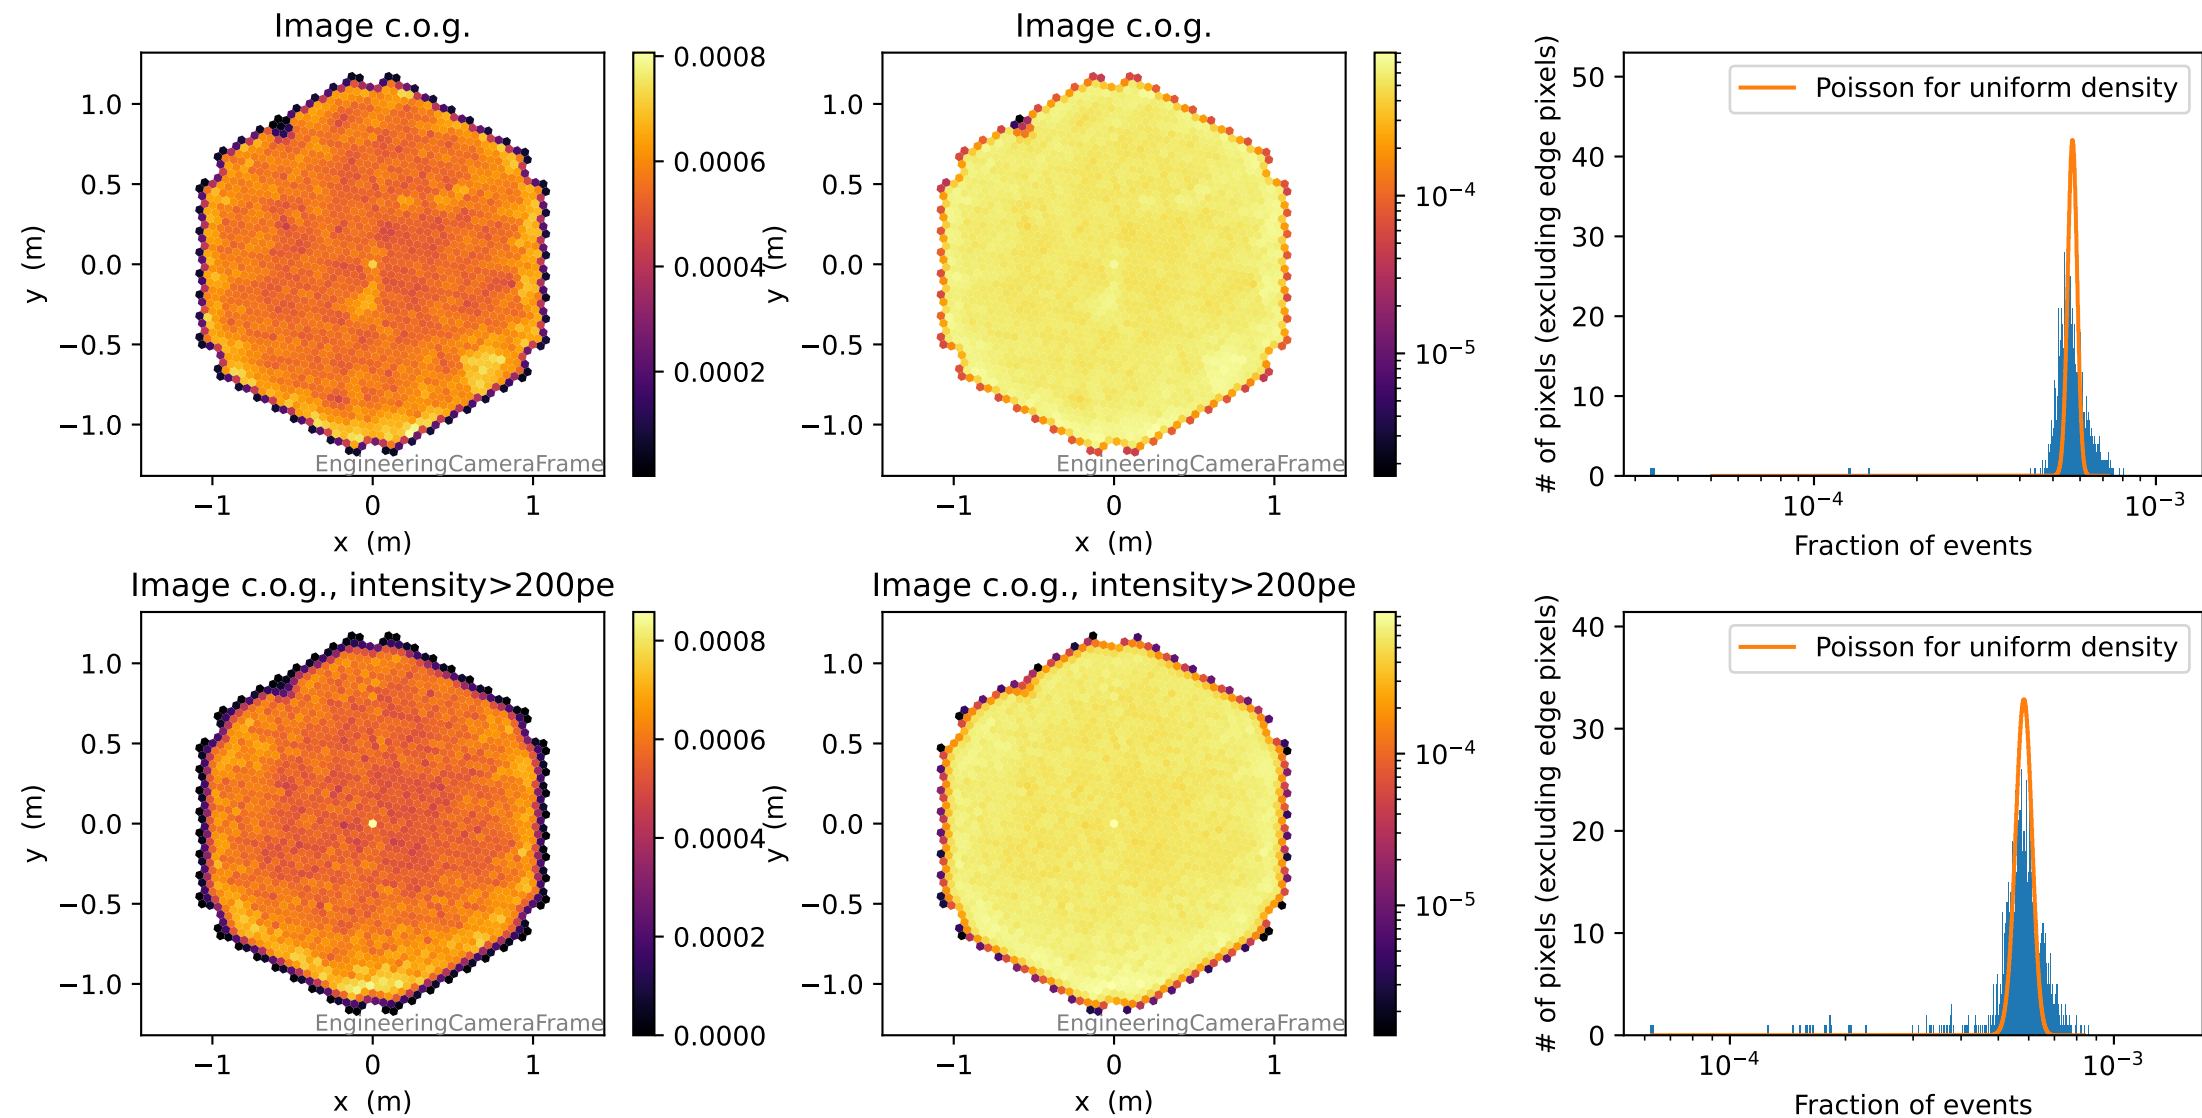 Image c.o.g.
1.0
0.5
0.0
−0.5
−1.0
y (m)
−1
0
1
x (m)
EngineeringCameraFrame
0.0008
0.0006
0.0004
0.0002
Image c.o.g.
1.0
0.5
0.0
−0.5
−1.0
y (m)
−1
0
1
x (m)
EngineeringCameraFrame
10⁻⁴
10⁻⁵
# of pixels (excluding edge pixels)
50
40
30
20
10
0
Poisson for uniform density
10⁻⁴
10⁻³
Fraction of events
Image c.o.g., intensity>200pe
1.0
0.5
0.0
−0.5
−1.0
y (m)
−1
0
1
x (m)
EngineeringCameraFrame
0.0008
0.0006
0.0004
0.0002
0.0000
Image c.o.g., intensity>200pe
1.0
0.5
0.0
−0.5
−1.0
y (m)
−1
0
1
x (m)
EngineeringCameraFrame
10⁻⁴
10⁻⁵
# of pixels (excluding edge pixels)
40
30
20
10
0
Poisson for uniform density
10⁻⁴
10⁻³
Fraction of events